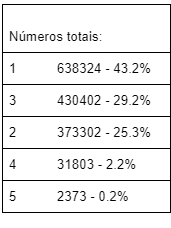 Números totais:
1 638324 - 43.2%
3 430402 - 29.2%
2 373302 - 25.3%
4 31803 - 2.2%
5 2373 - 0.2%